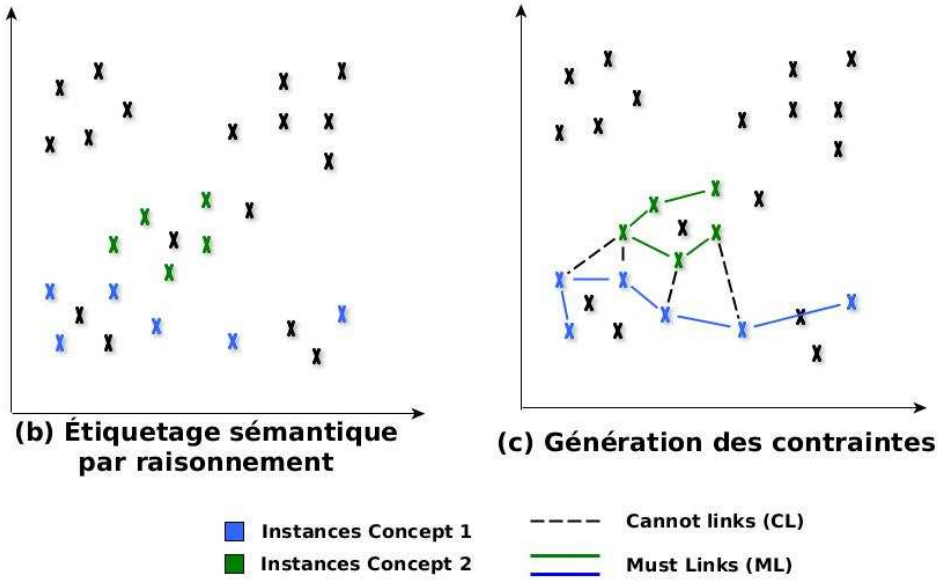 (b) Étiquetage sémantique
par raisonnement
(c) Génération des contraintes
Instances Concept 1
Instances Concept 2
Cannot links (CL)
Must Links (ML)